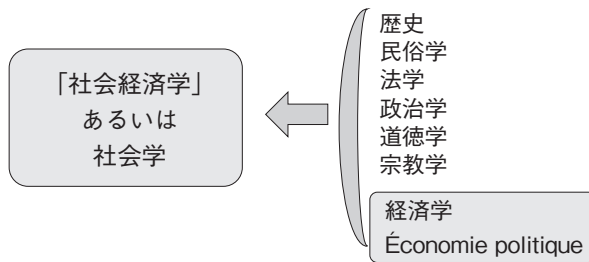 「社会経済学」
あるいは
社会学
歴史
民俗学
法学
政治学
道徳学
宗教学
経済学
Économie politique